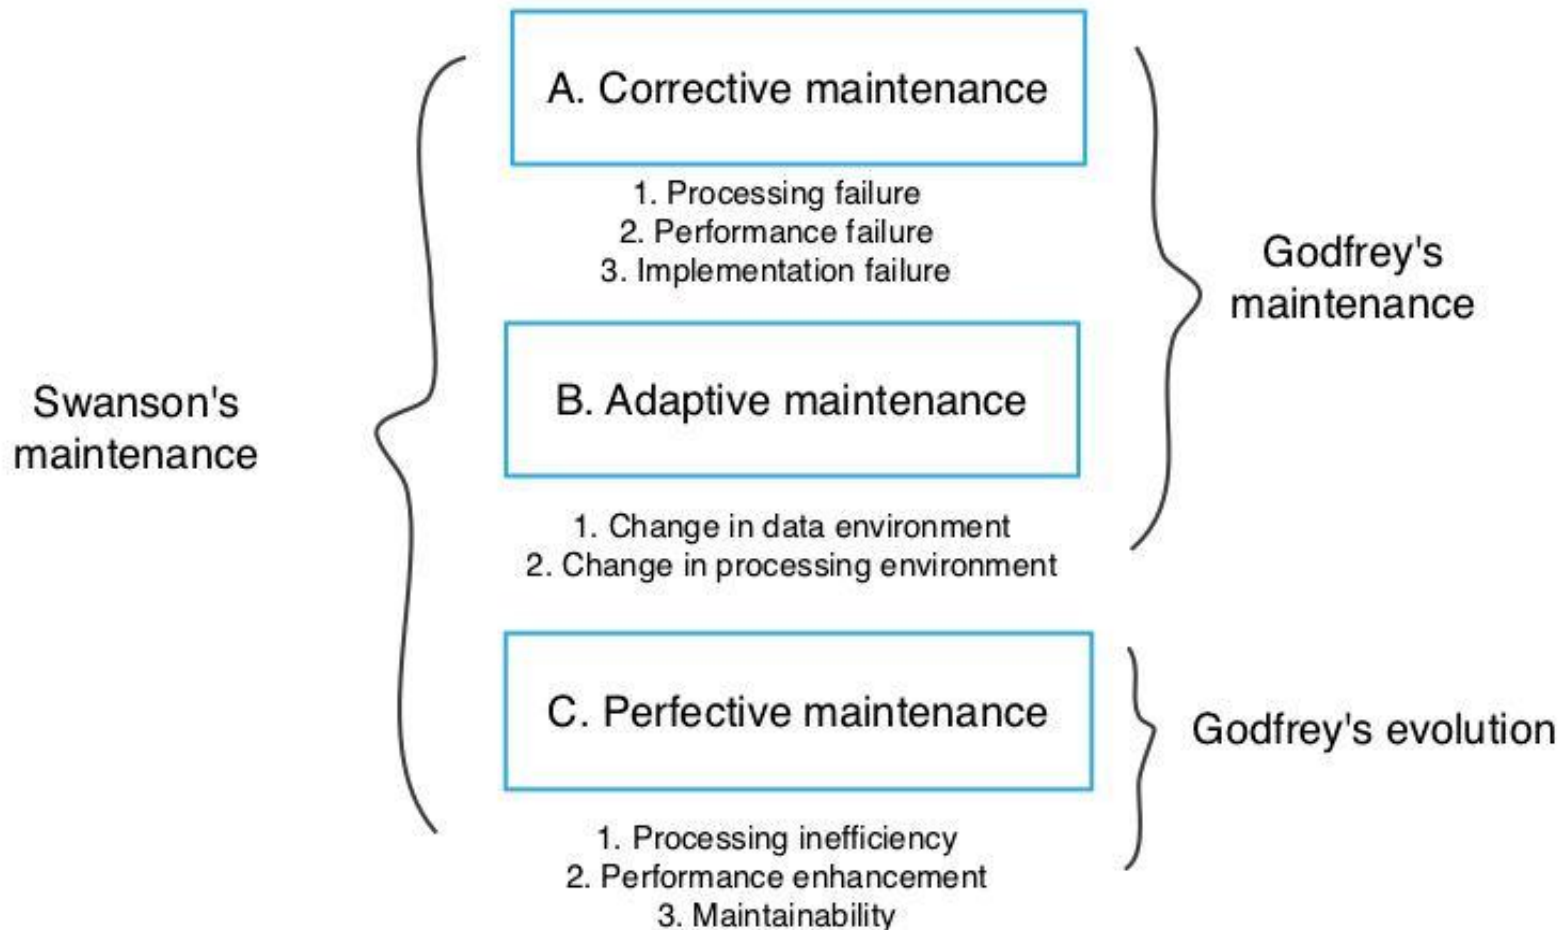 A. Corrective maintenance
1. Processing failure
2. Performance failure
3. Implementation failure
Godfrey's
maintenance
Swanson's
maintenance
B. Adaptive maintenance
1. Change in data environment
2. Change in processing environment
C. Perfective maintenance
Godfrey's evolution
1. Processing inefficiency
2. Performance enhancement
3. Maintainability